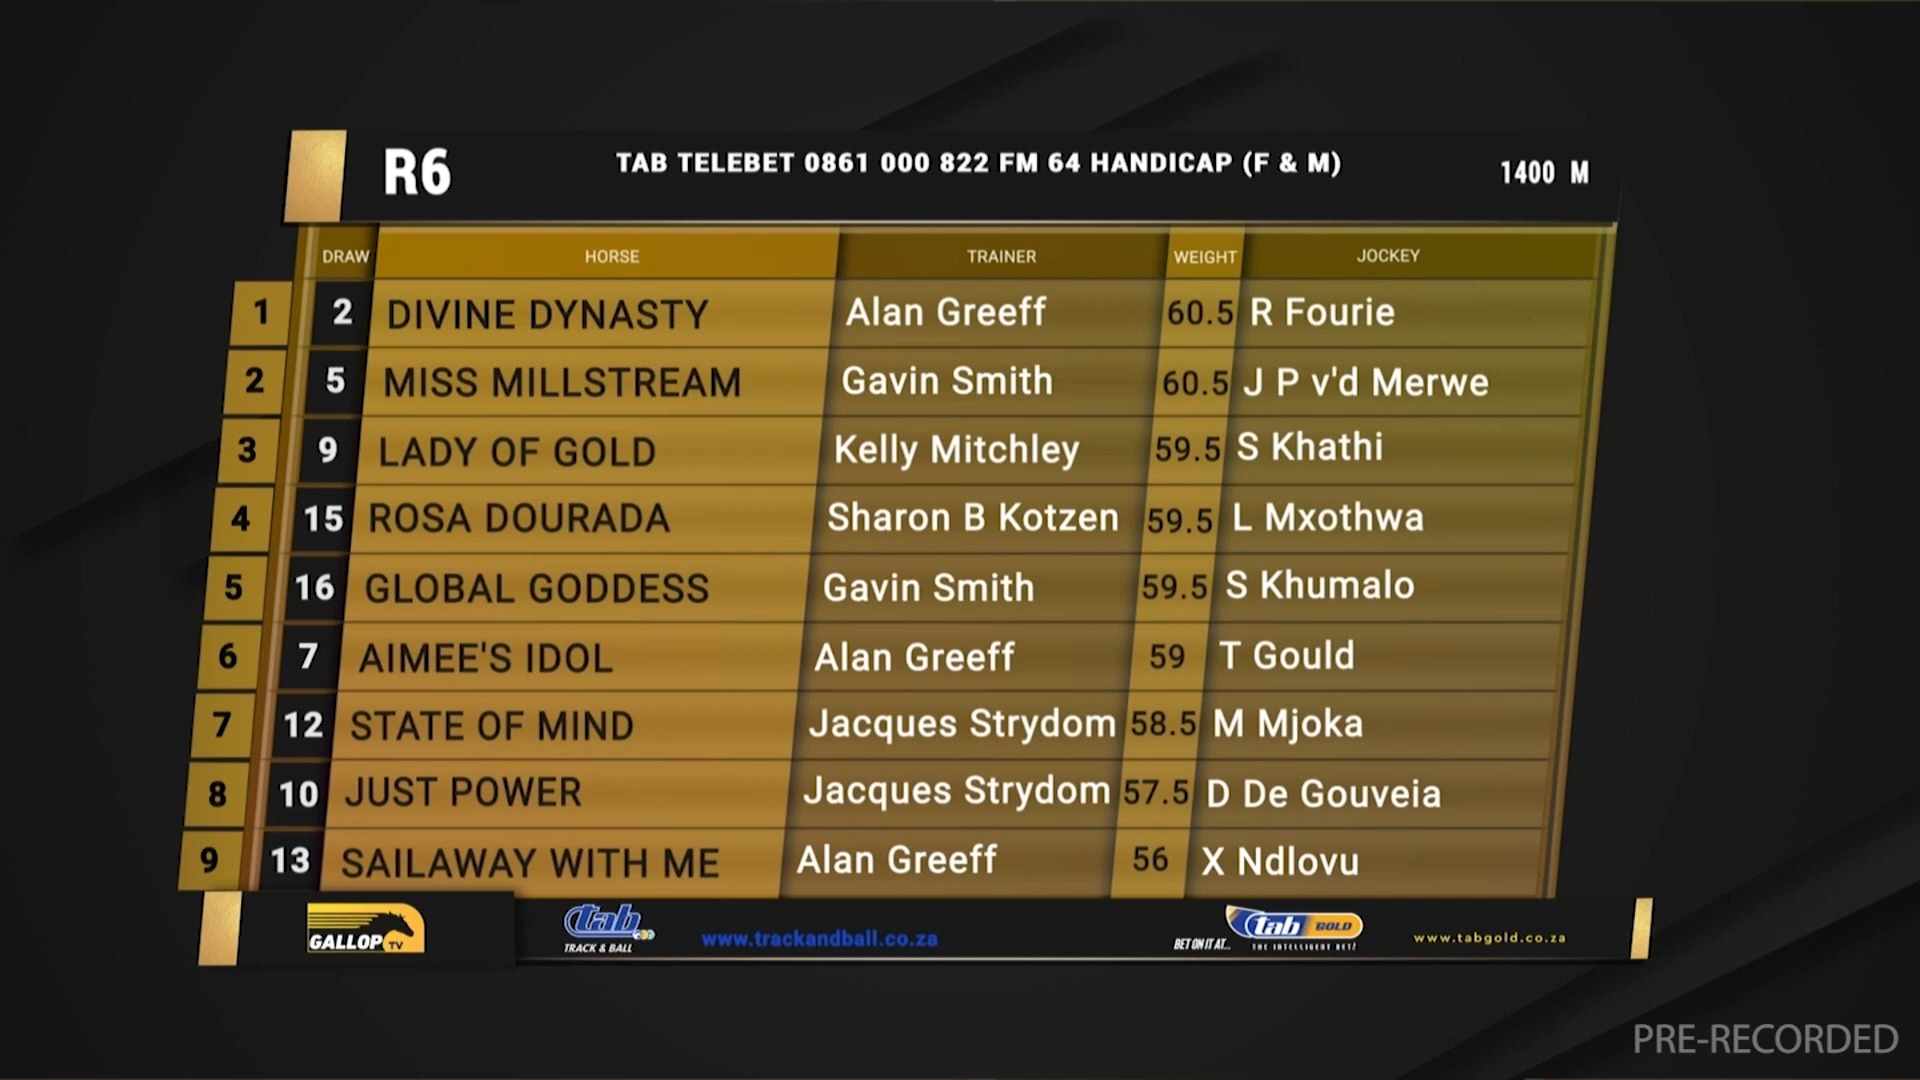 R6 TAB TELEBET 0861 000 822 FM 64 HANDICAP (F & M) 1400 M
DRAW HORSE TRAINER WEIGHT JOCKEY
1 2 DIVINE DYNASTY Alan Greeff 60.5 R Fourie
2 5 MISS MILLSTREAM Gavin Smith 60.5 J P v'd Merwe
3 9 LADY OF GOLD Kelly Mitchley 59.5 S Khathi
4 15 ROSA DOURADA Sharon B Kotzen 59.5 L Mxothwa
5 16 GLOBAL GODDESS Gavin Smith 59.5 S Khumalo
6 7 AIMEE'S IDOL Alan Greeff 59 T Gould
7 12 STATE OF MIND Jacques Strydom 58.5 M Mjoka
8 10 JUST POWER Jacques Strydom 57.5 D De Gouveia
9 13 SAILAWAY WITH ME Alan Greeff 56 X Ndlovu
GALLOP TV
tab
TRACK & BALL
www.trackandball.co.za
BET ON IT AT...
tab GOLD
THE INTELLIGENT BET!
www.tabgold.co.za
PRE-RECORDED